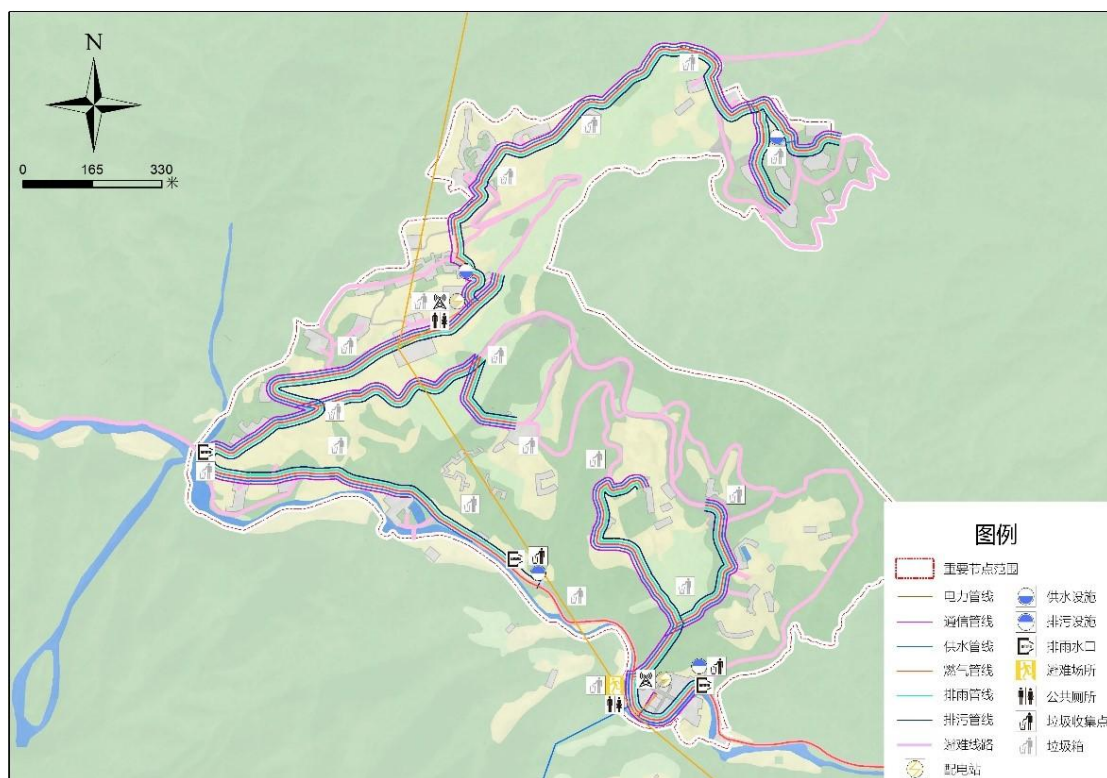 N
0 165 330
米
图例
重要节点范围
电力管线 供水设施
通信管线 排污设施
供水管线 排雨水口
燃气管线 避难场所
排雨管线 公共厕所
排污管线 垃圾收集点
避难线路 垃圾箱
配电站